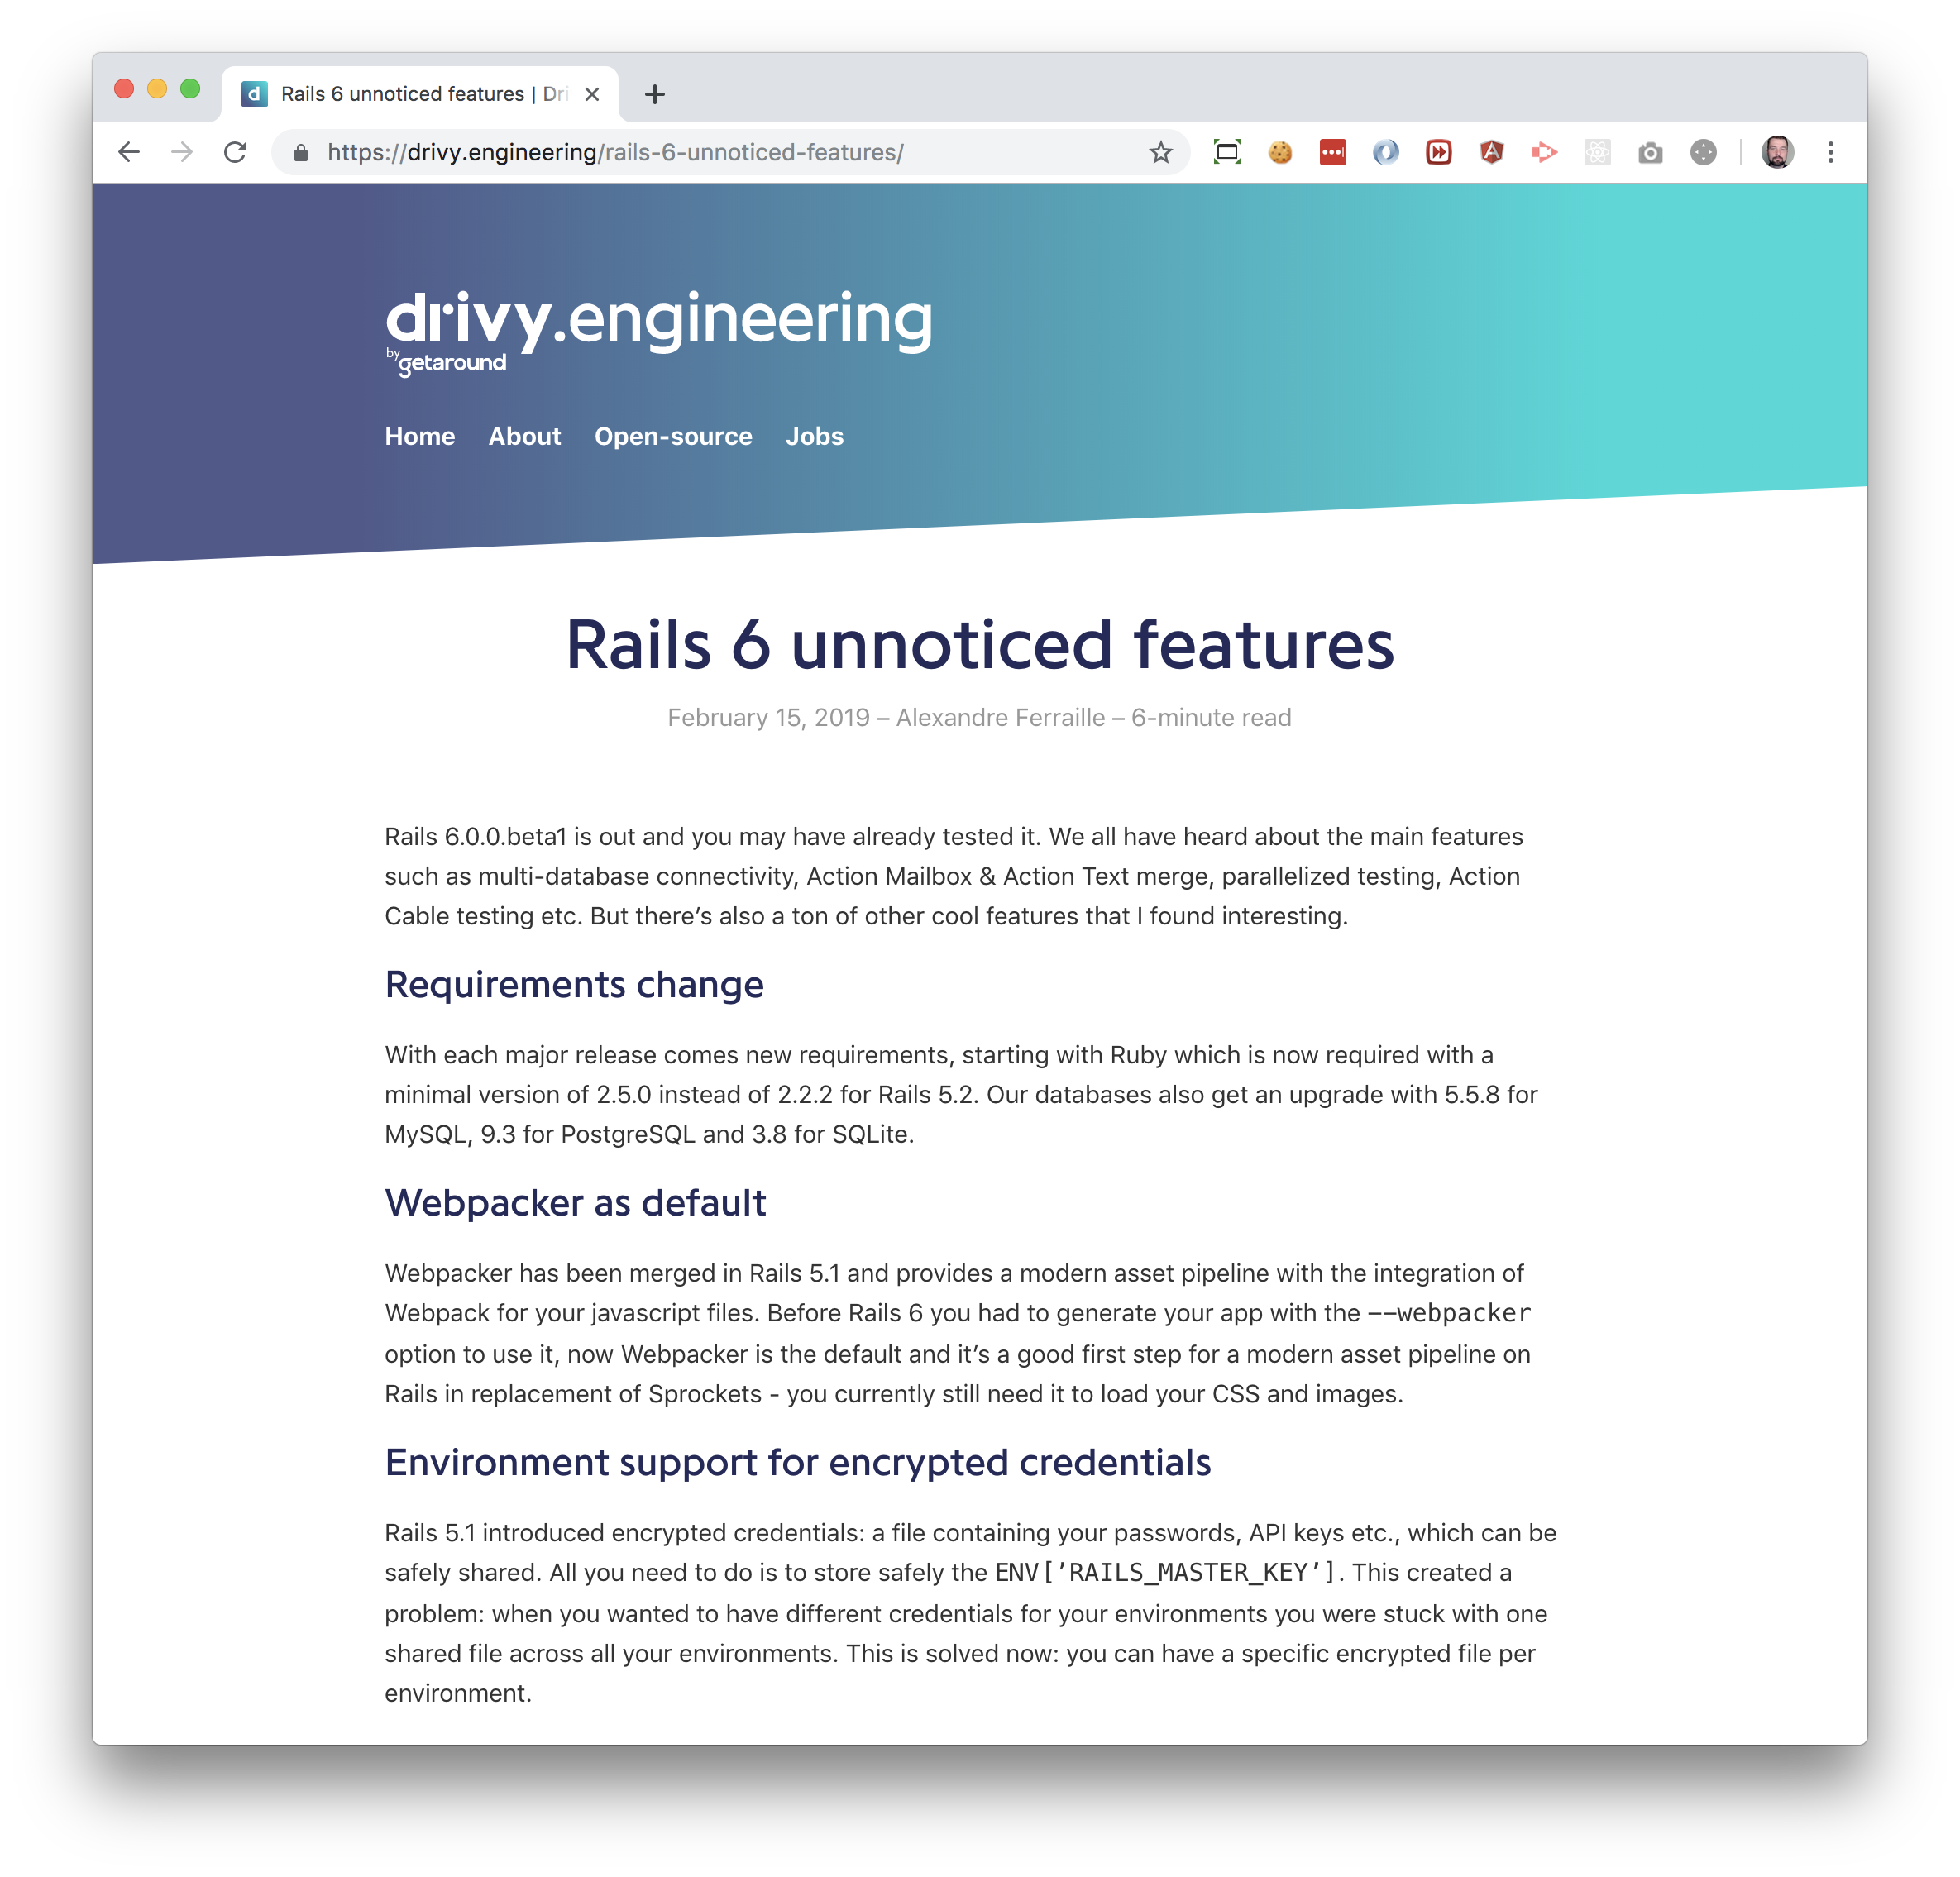 Rails 6 unnoticed features | Dri
https://drivy.engineering/rails-6-unnoticed-features/
drivy.engineering
by getaround
Home About Open-source Jobs
Rails 6 unnoticed features
February 15, 2019 – Alexandre Ferraille – 6-minute read
Rails 6.0.0.beta1 is out and you may have already tested it. We all have heard about the main features
such as multi-database connectivity, Action Mailbox & Action Text merge, parallelized testing, Action
Cable testing etc. But there’s also a ton of other cool features that I found interesting.
Requirements change
With each major release comes new requirements, starting with Ruby which is now required with a
minimal version of 2.5.0 instead of 2.2.2 for Rails 5.2. Our databases also get an upgrade with 5.5.8 for
MySQL, 9.3 for PostgreSQL and 3.8 for SQLite.
Webpacker as default
Webpacker has been merged in Rails 5.1 and provides a modern asset pipeline with the integration of
Webpack for your javascript files. Before Rails 6 you had to generate your app with the --webpacker
option to use it, now Webpacker is the default and it’s a good first step for a modern asset pipeline on
Rails in replacement of Sprockets - you currently still need it to load your CSS and images.
Environment support for encrypted credentials
Rails 5.1 introduced encrypted credentials: a file containing your passwords, API keys etc., which can be
safely shared. All you need to do is to store safely the ENV[’RAILS_MASTER_KEY’]. This created a
problem: when you wanted to have different credentials for your environments you were stuck with one
shared file across all your environments. This is solved now: you can have a specific encrypted file per
environment.